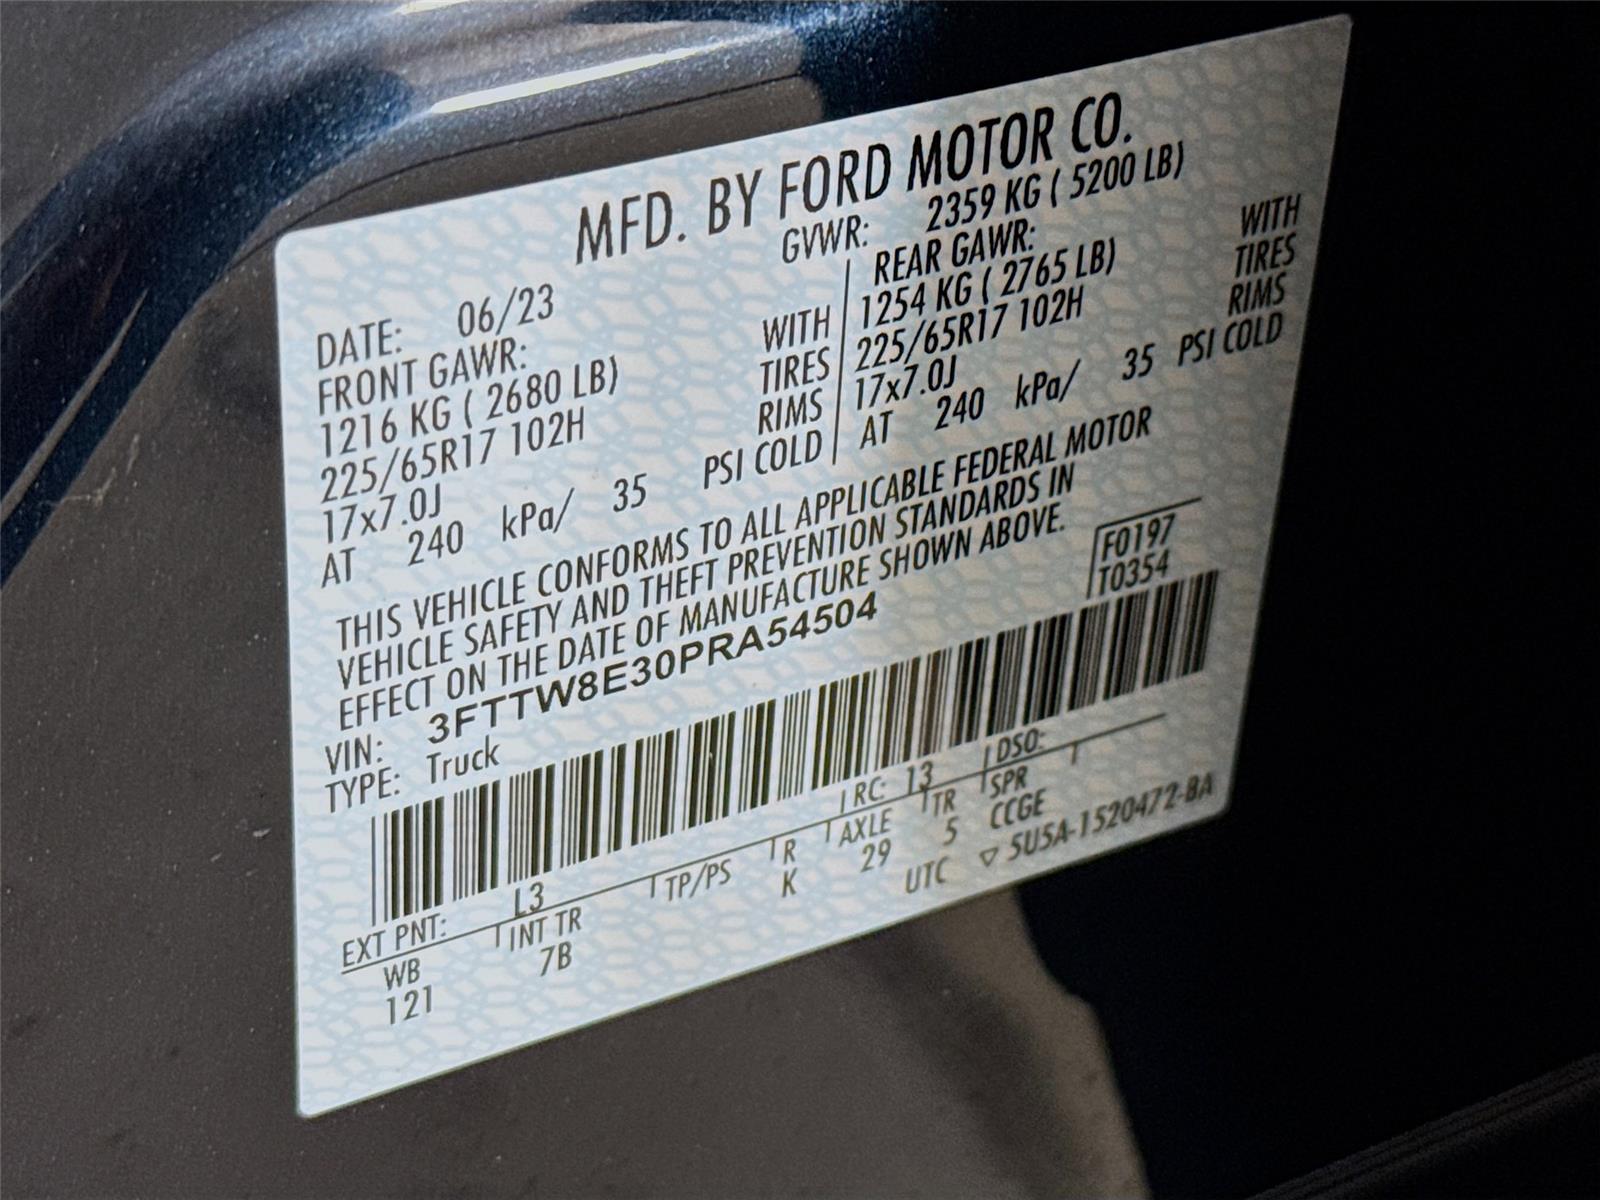 MFD. BY FORD MOTOR CO.
DATE: 06/23 GVWR: 2359 KG ( 5200 LB)
FRONT GAWR: REAR GAWR:
1216 KG ( 2680 LB) WITH 1254 KG ( 2765 LB) WITH
225/65R17 102H TIRES 225/65R17 102H TIRES
17x7.0J RIMS 17x7.0J RIMS
AT 240 kPa/ 35 PSI COLD AT 240 kPa/ 35 PSI COLD
THIS VEHICLE CONFORMS TO ALL APPLICABLE FEDERAL MOTOR
VEHICLE SAFETY AND THEFT PREVENTION STANDARDS IN
EFFECT ON THE DATE OF MANUFACTURE SHOWN ABOVE.
VIN: 3FTTW8E30PRA54504 F0197
TYPE: Truck T0354
EXT PNT: L3 RC: 13 DSO:
WB INT TR TP/PS R AXLE TR SPR
121 7B K 29 5 CCGE
UTC ▽ 5U5A-1520472-BA